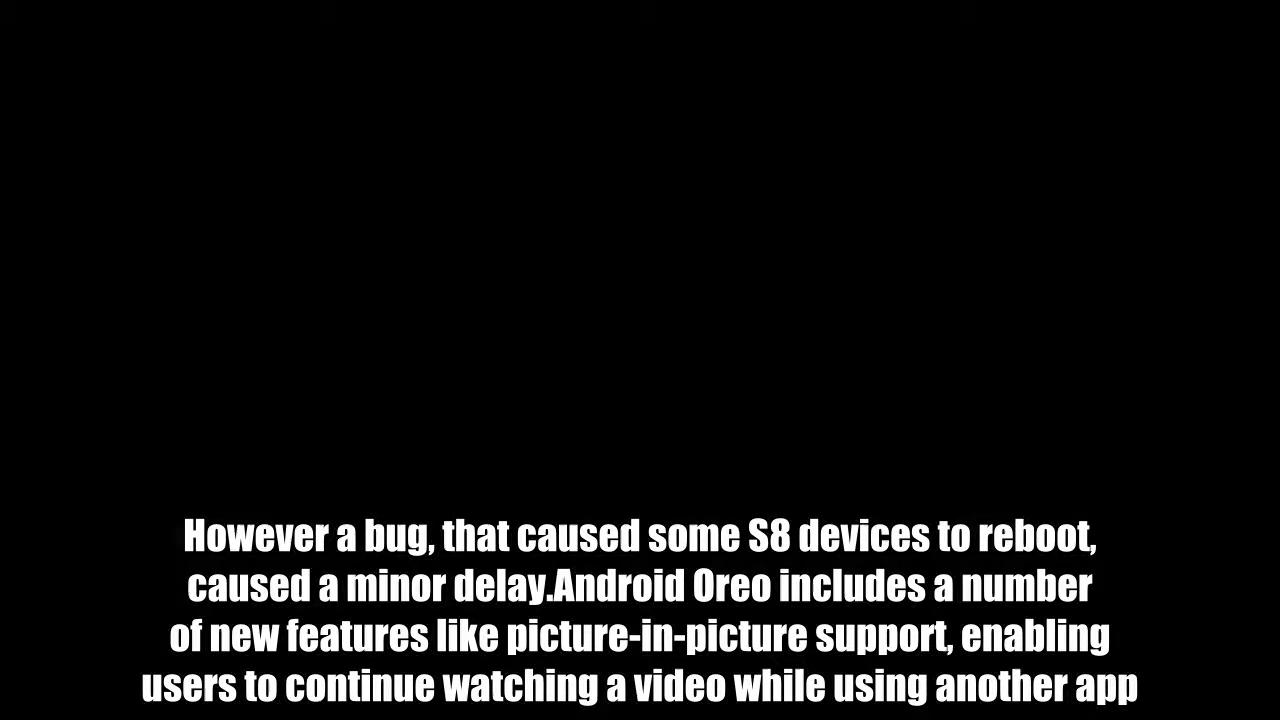 However a bug, that caused some S8 devices to reboot,
caused a minor delay.Android Oreo includes a number
of new features like picture-in-picture support, enabling
users to continue watching a video while using another app